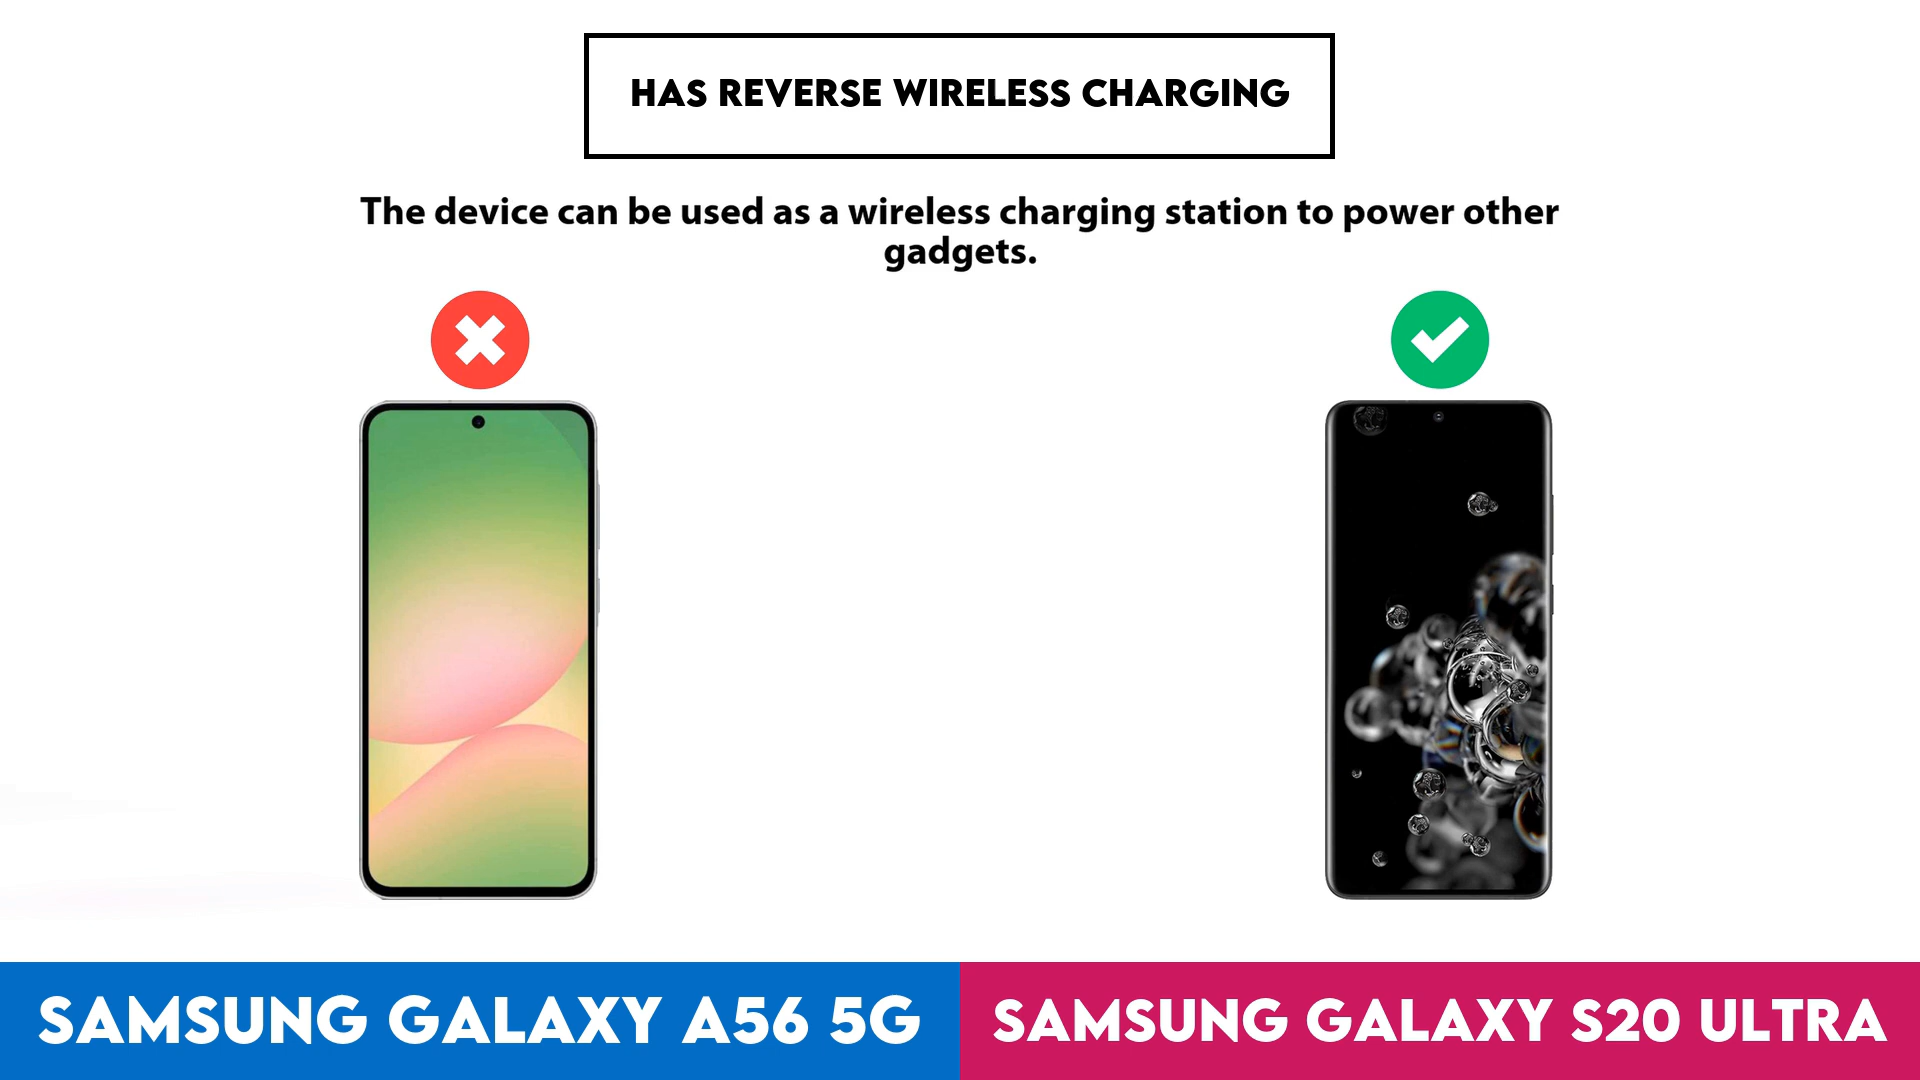 HAS REVERSE WIRELESS CHARGING
The device can be used as a wireless charging station to power other
gadgets.
SAMSUNG GALAXY A56 5G
SAMSUNG GALAXY S20 ULTRA